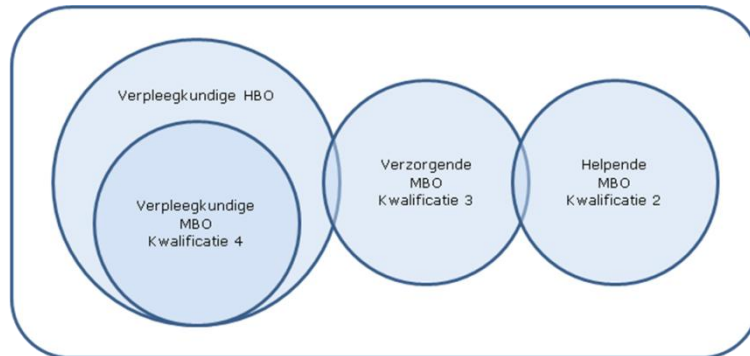 Verpleegkundige HBO
Verpleegkundige
MBO
Kwalificatie 4
Verzorgende
MBO
Kwalificatie 3
Helpende
MBO
Kwalificatie 2